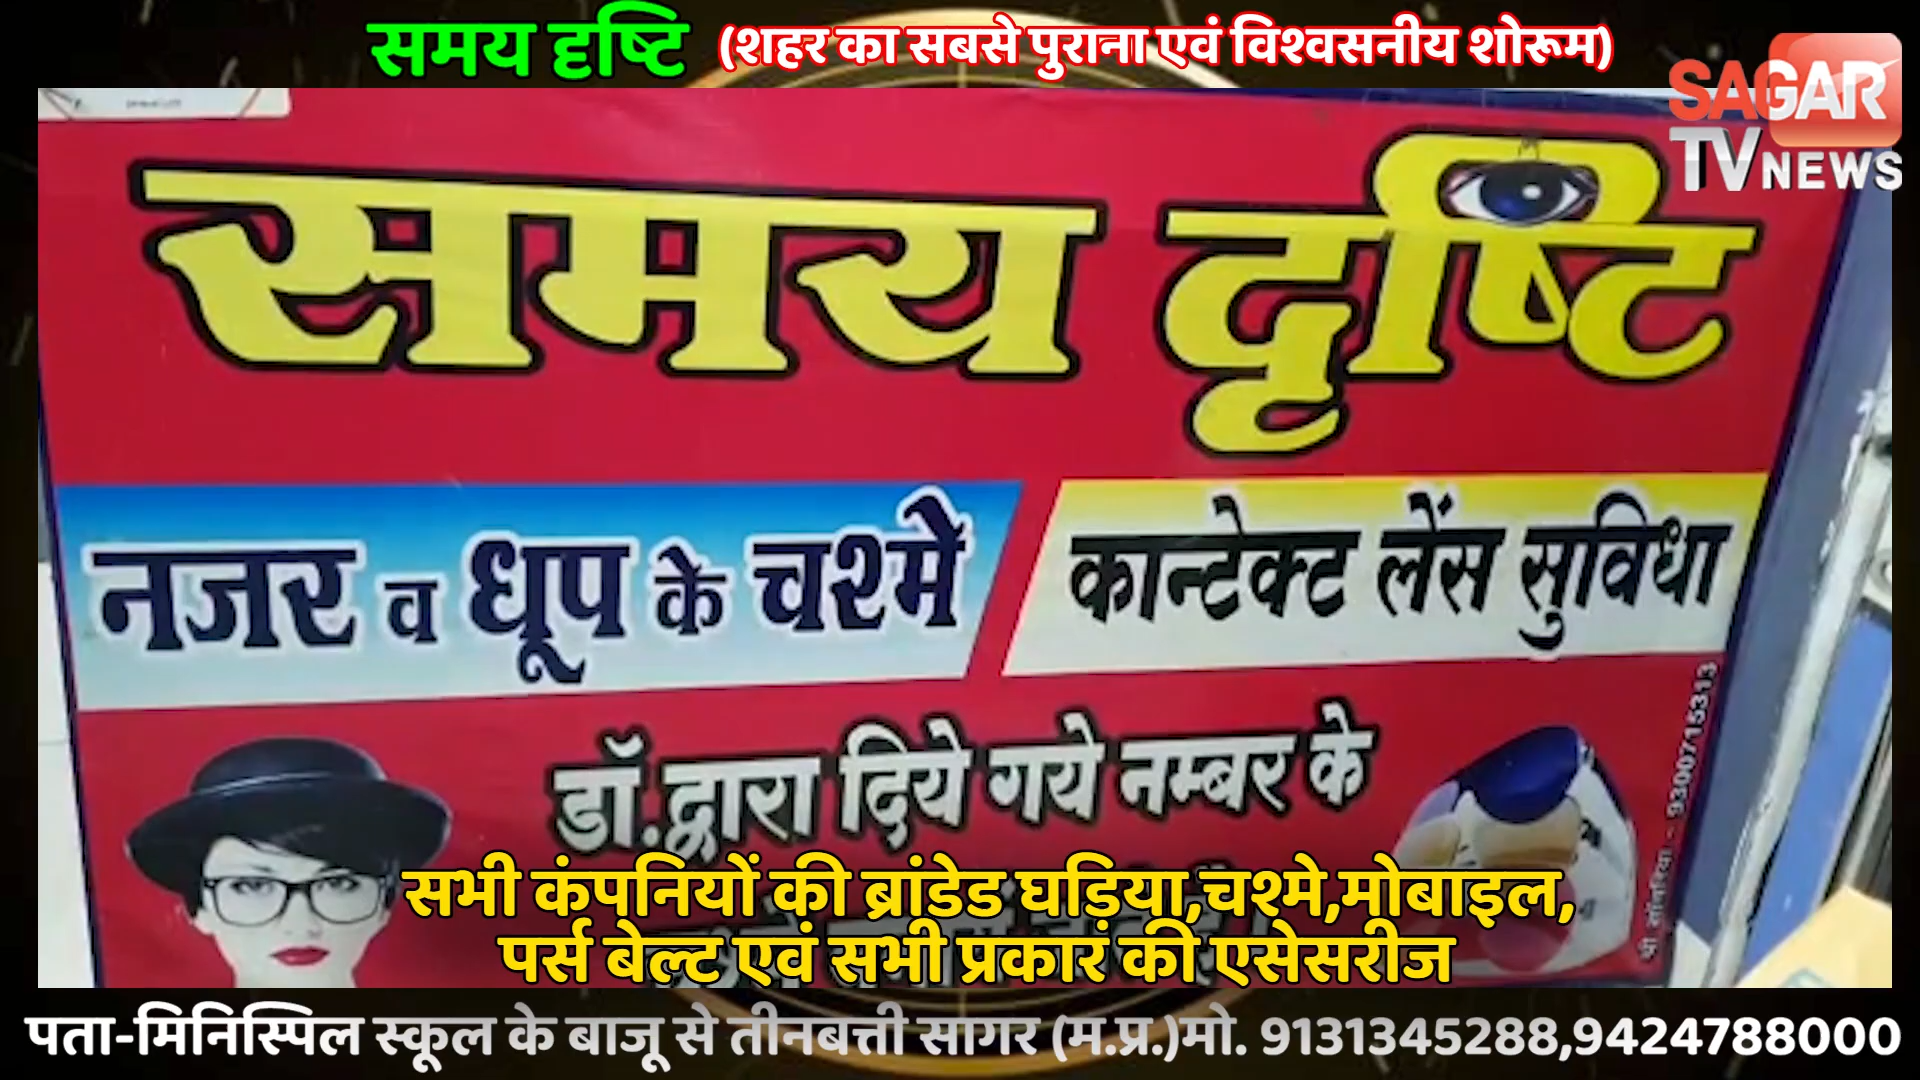 समय दृष्टि (शहर का सबसे पुराना एवं विश्वसनीय शोरूम)
SAGAR
TV NEWS
समय दृष्टि
नजर व धूप के चश्मे
कान्टेक्ट लेंस सुविधा
डॉ.द्वारा दिये गये नम्बर के
9300715313
सभी कंपनियों की ब्रांडेड घड़िया,चश्मे,मोबाइल,
पर्स बेल्ट एवं सभी प्रकार की एसेसरीज
पता-मिनिस्पिल स्कूल के बाजू से तीनबत्ती सागर (म.प्र.)मो. 9131345288,9424788000